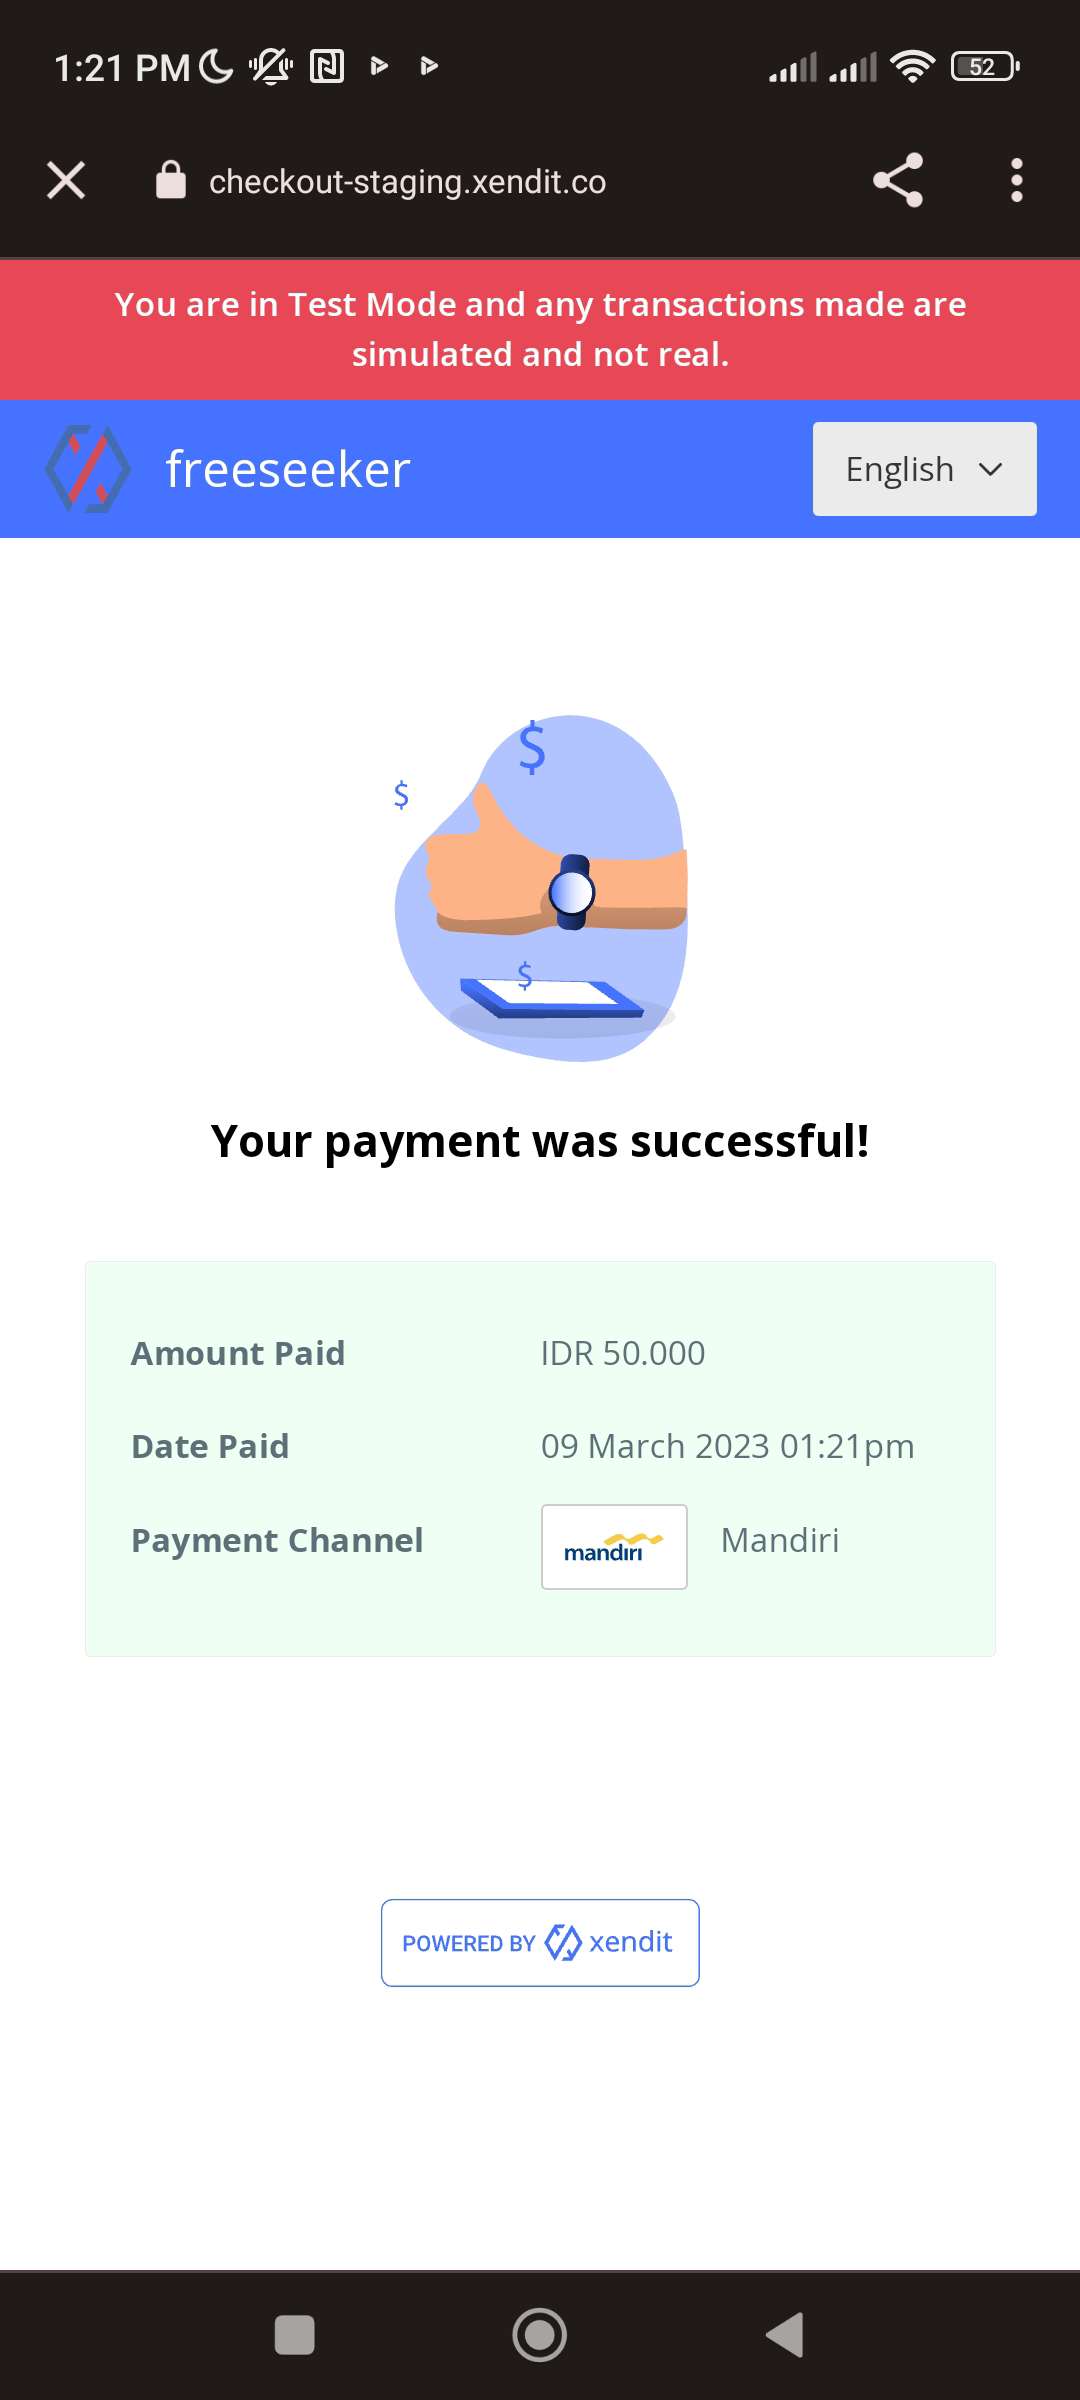 1:21 PM
52
checkout-staging.xendit.co
You are in Test Mode and any transactions made are
simulated and not real.
freeseeker
English
$
$
$
Your payment was successful!
Amount Paid IDR 50.000
Date Paid 09 March 2023 01:21pm
Payment Channel mandiri Mandiri
POWERED BY xendit